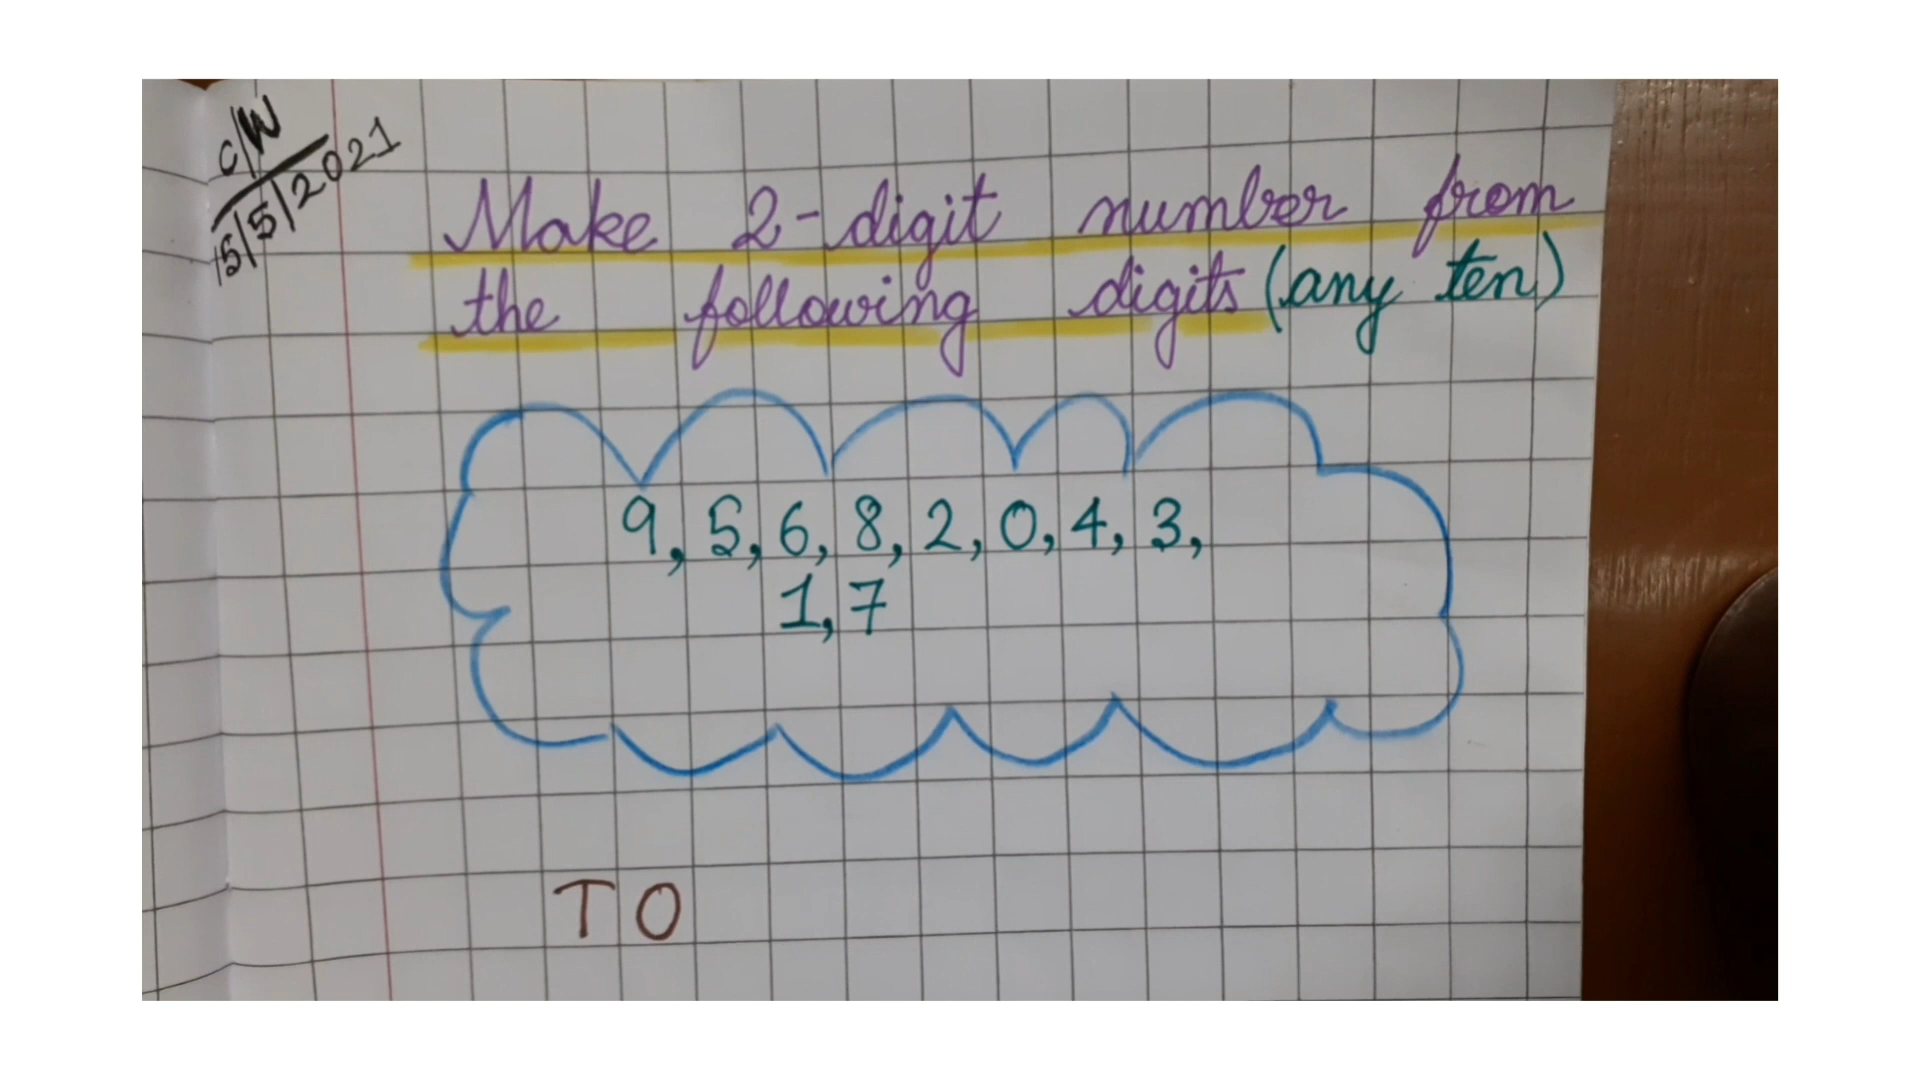 C/W
15/5/2021
Make 2-digit number from
the following digits (any ten)
9, 5, 6, 8, 2, 0, 4, 3,
1, 7
T O